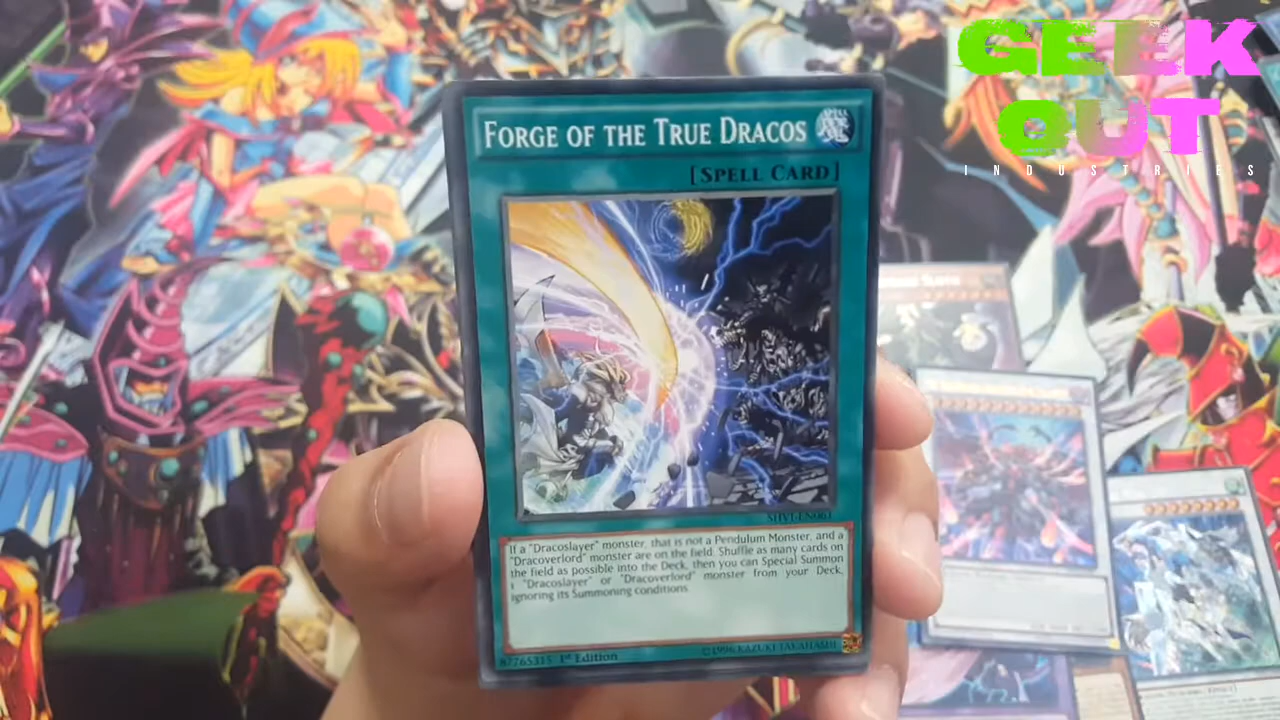 GEEK
OUT
INDUSTRIES
FORGE OF THE TRUE DRACOS
[SPELL CARD]
SHVI-EN061
If a "Dracoslayer" monster, that is not a Pendulum Monster, and a
"Dracoverlord" monster are on the field: Shuffle as many cards on
the field as possible into the Deck, then you can Special Summon
1 "Dracoslayer" or "Dracoverlord" monster from your Deck,
ignoring its Summoning conditions.
87765315 1st Edition
©1996 KAZUKI TAKAHASHI